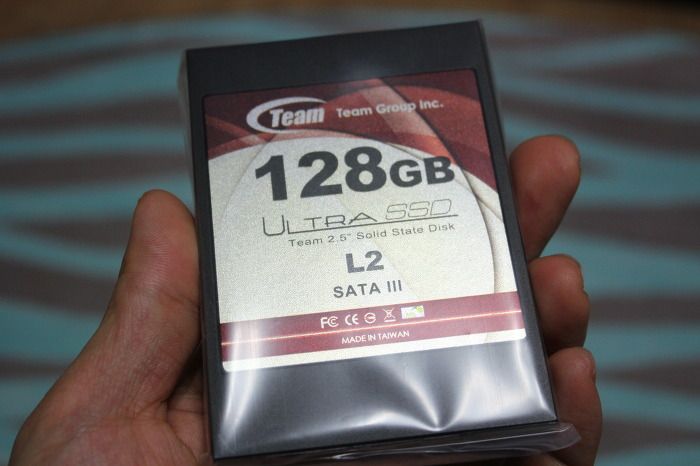 Team Team Group Inc.
128GB
ULTRA SSD
Team 2.5" Solid State Disk
L2
SATA III
FC CE
MADE IN TAIWAN